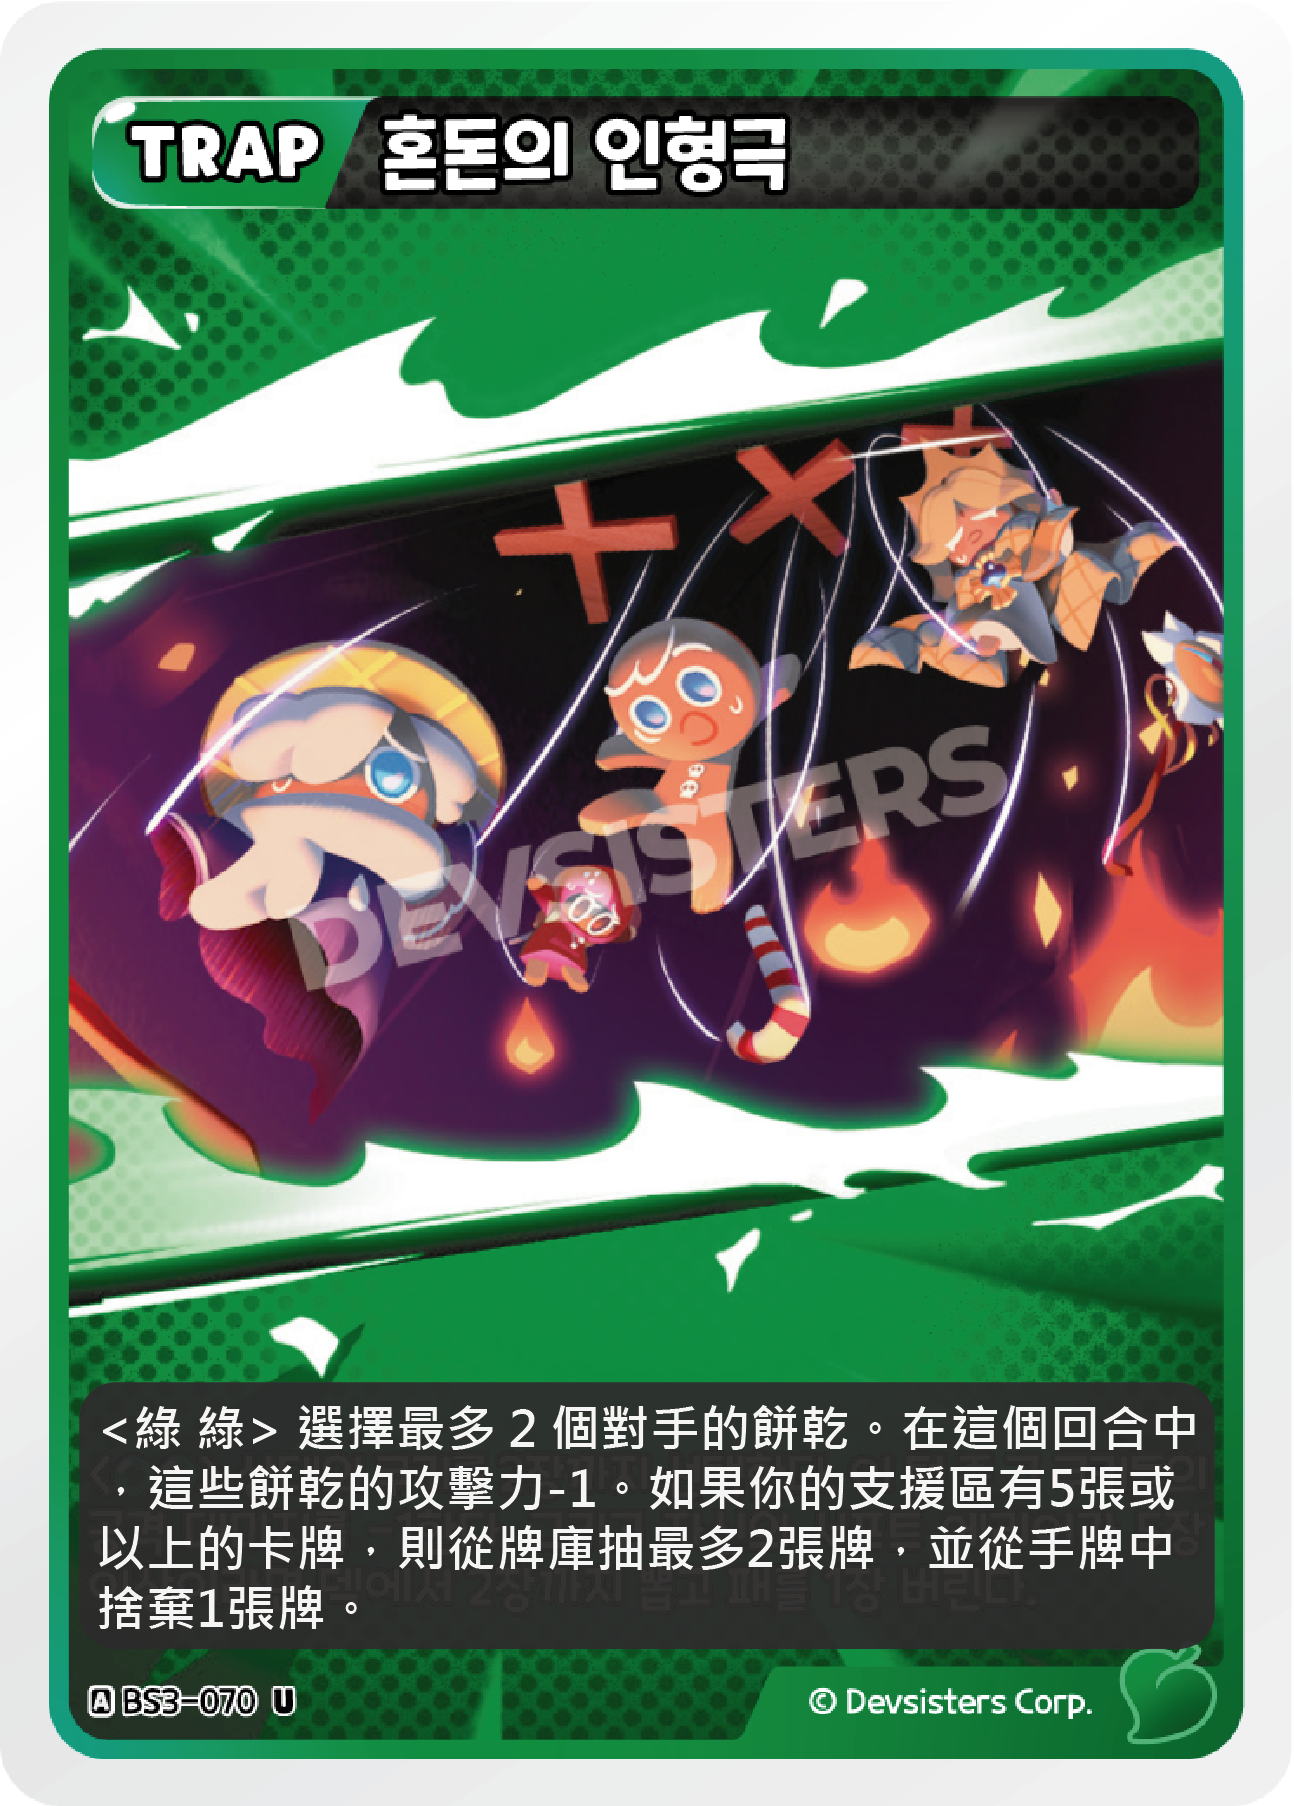 TRAP 혼돈의 인형극
DEVSISTERS
<綠 綠> 選擇最多 2 個對手的餅乾。在這個回合中
，這些餅乾的攻擊力-1。如果你的支援區有5張或
以上的卡牌，則從牌庫抽最多2張牌，並從手牌中
捨棄1張牌。
A BS3-070 U
© Devsisters Corp.